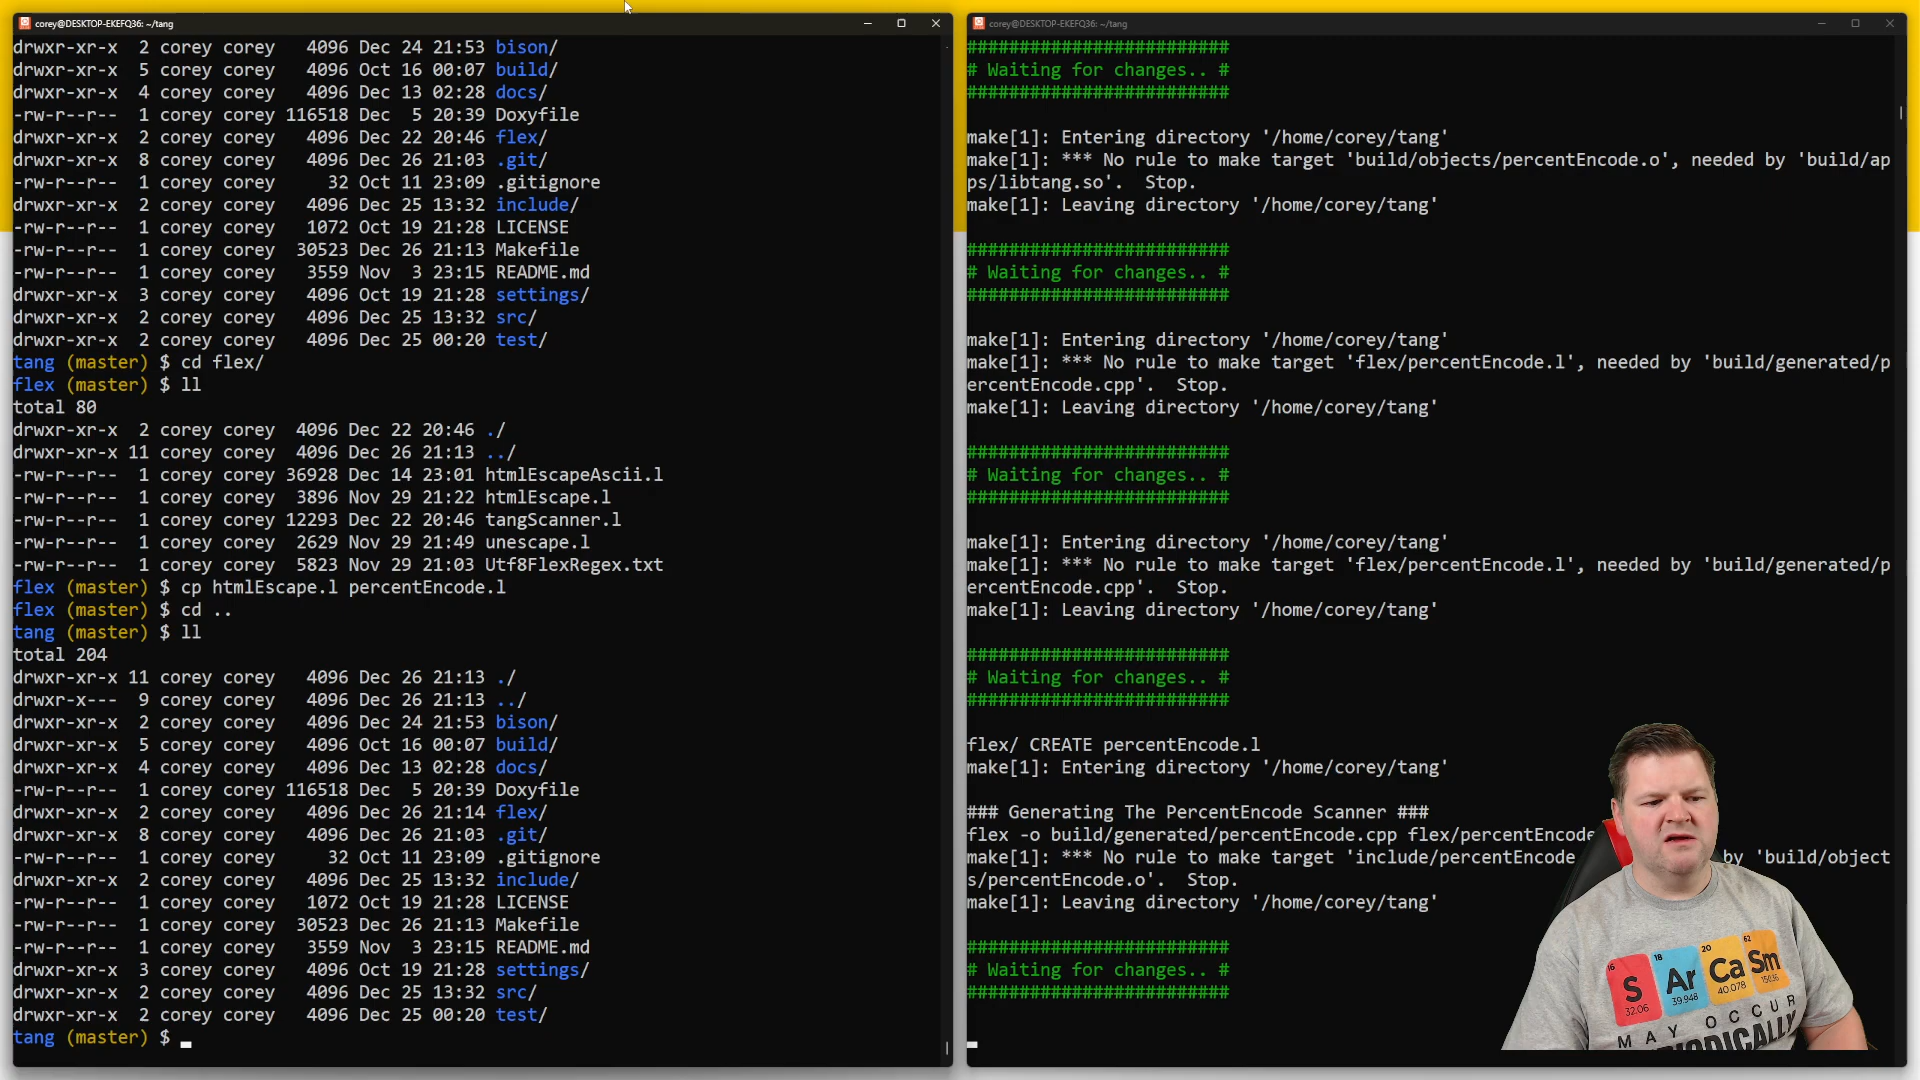 corey@DESKTOP-EKEFQ36: ~/tang
drwxr-xr-x 2 corey corey 4096 Dec 24 21:53 bison/
drwxr-xr-x 5 corey corey 4096 Oct 16 00:07 build/
drwxr-xr-x 4 corey corey 4096 Dec 13 02:28 docs/
-rw-r--r-- 1 corey corey 116518 Dec 5 20:39 Doxyfile
drwxr-xr-x 2 corey corey 4096 Dec 22 20:46 flex/
drwxr-xr-x 8 corey corey 4096 Dec 26 21:03 .git/
-rw-r--r-- 1 corey corey 32 Oct 11 23:09 .gitignore
drwxr-xr-x 2 corey corey 4096 Dec 25 13:32 include/
-rw-r--r-- 1 corey corey 1072 Oct 19 21:28 LICENSE
-rw-r--r-- 1 corey corey 30523 Dec 26 21:13 Makefile
-rw-r--r-- 1 corey corey 3559 Nov 3 23:15 README.md
drwxr-xr-x 3 corey corey 4096 Oct 19 21:28 settings/
drwxr-xr-x 2 corey corey 4096 Dec 25 13:32 src/
drwxr-xr-x 2 corey corey 4096 Dec 25 00:20 test/
tang (master) $ cd flex/
flex (master) $ ll
total 80
drwxr-xr-x 2 corey corey 4096 Dec 22 20:46 ./
drwxr-xr-x 11 corey corey 4096 Dec 26 21:13 ../
-rw-r--r-- 1 corey corey 36928 Dec 14 23:01 htmlEscapeAscii.l
-rw-r--r-- 1 corey corey 3896 Nov 29 21:22 htmlEscape.l
-rw-r--r-- 1 corey corey 12293 Dec 22 20:46 tangScanner.l
-rw-r--r-- 1 corey corey 2629 Nov 29 21:49 unescape.l
-rw-r--r-- 1 corey corey 5823 Nov 29 21:03 Utf8FlexRegex.txt
flex (master) $ cp htmlEscape.l percentEncode.l
flex (master) $ cd ..
tang (master) $ ll
total 204
drwxr-xr-x 11 corey corey 4096 Dec 26 21:13 ./
drwxr-x--- 9 corey corey 4096 Dec 26 21:13 ../
drwxr-xr-x 2 corey corey 4096 Dec 24 21:53 bison/
drwxr-xr-x 5 corey corey 4096 Oct 16 00:07 build/
drwxr-xr-x 4 corey corey 4096 Dec 13 02:28 docs/
-rw-r--r-- 1 corey corey 116518 Dec 5 20:39 Doxyfile
drwxr-xr-x 2 corey corey 4096 Dec 26 21:14 flex/
drwxr-xr-x 8 corey corey 4096 Dec 26 21:03 .git/
-rw-r--r-- 1 corey corey 32 Oct 11 23:09 .gitignore
drwxr-xr-x 2 corey corey 4096 Dec 25 13:32 include/
-rw-r--r-- 1 corey corey 1072 Oct 19 21:28 LICENSE
-rw-r--r-- 1 corey corey 30523 Dec 26 21:13 Makefile
-rw-r--r-- 1 corey corey 3559 Nov 3 23:15 README.md
drwxr-xr-x 3 corey corey 4096 Oct 19 21:28 settings/
drwxr-xr-x 2 corey corey 4096 Dec 25 13:32 src/
drwxr-xr-x 2 corey corey 4096 Dec 25 00:20 test/
tang (master) $
corey@DESKTOP-EKEFQ36: ~/tang
#########################
# Waiting for changes.. #
#########################
make[1]: Entering directory '/home/corey/tang'
make[1]: *** No rule to make target 'build/objects/percentEncode.o', needed by 'build/ap
ps/libtang.so'. Stop.
make[1]: Leaving directory '/home/corey/tang'
#########################
# Waiting for changes.. #
#########################
make[1]: Entering directory '/home/corey/tang'
make[1]: *** No rule to make target 'flex/percentEncode.l', needed by 'build/generated/p
ercentEncode.cpp'. Stop.
make[1]: Leaving directory '/home/corey/tang'
#########################
# Waiting for changes.. #
#########################
make[1]: Entering directory '/home/corey/tang'
make[1]: *** No rule to make target 'flex/percentEncode.l', needed by 'build/generated/p
ercentEncode.cpp'. Stop.
make[1]: Leaving directory '/home/corey/tang'
#########################
# Waiting for changes.. #
#########################
flex/ CREATE percentEncode.l
make[1]: Entering directory '/home/corey/tang'
### Generating The PercentEncode Scanner ###
flex -o build/generated/percentEncode.cpp flex/percentEncode
make[1]: *** No rule to make target 'include/percentEncode by 'build/object
s/percentEncode.o'. Stop.
make[1]: Leaving directory '/home/corey/tang'
#########################
# Waiting for changes.. #
#########################
16 18 20 62
S Ar Ca Sm
32.06 39.948 40.078 150.36
MAY OCCUR